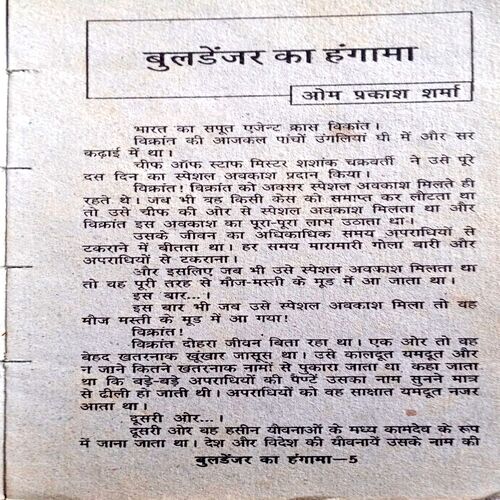 बुलडेंजर का हंगामा
ओम प्रकाश शर्मा
भारत का सपूत एजेन्ट क्रास विक्रांत।
विक्रांत की आजकल पांचों उंगलियां घी में और सर
कढ़ाई में था।
चीफ ऑफ स्टाफ मिस्टर शशांक चक्रवर्ती ने उसे पूरे
दस दिन का स्पेशल अवकाश प्रदान किया।
विक्रांत! विक्रांत को अक्सर स्पेशल अवकाश मिलते ही
रहते थे। जब भी वह किसी केस को समाप्त कर लौटता था
तो उसे चीफ की ओर से स्पेशल अवकाश मिलता था और
विक्रांत इस अवकाश का पूरा-पूरा लाभ उठाता था।
उसके जीवन का अधिकाधिक समय अपराधियों से
टकराने में बीतता था। हर समय मारामारी गोला बारी और
अपराधियों से टकराना।
और इसलिए जब भी उसे स्पेशल अवकाश मिलता था
तो वह पूरी तरह से मौज-मस्ती के मूड में आ जाता था।
इस बार...।
इस बार भी जब उसे स्पेशल अवकाश मिला तो वह
मौज मस्ती के मूड में आ गया!
विक्रांत!
विक्रांत दोहरा जीवन बिता रहा था। एक ओर तो वह
बेहद खतरनाक खूंखार जासूस था। उसे कालदूत यमदूत और
न जाने कितने खतरनाक नामों से पुकारा जाता था कहा जाता
था कि बड़े-बड़े अपराधियों की पैण्टें उसका नाम सुनने मात्र
से ढीली हो जाती थी। अपराधियों को वह साक्षात यमदूत नजर
आता था।
दूसरी ओर...।
दूसरी ओर वह हसीन यौवनाओं के मध्य कामदेव के रूप
में जाना जाता था। देश और विदेश की यौवनायें उसके नाम की
बुलडेंजर का हंगामा—5